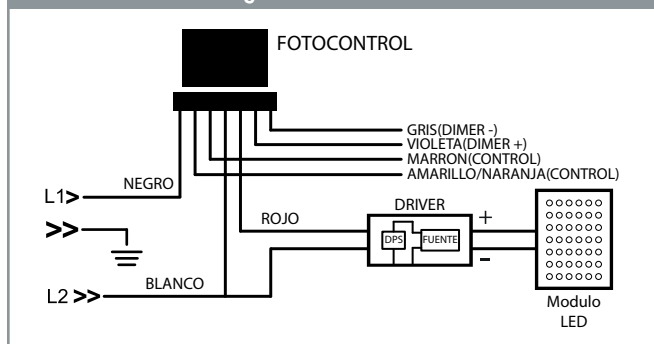 FOTOCONTROL
GRIS(DIMER -)
VIOLETA(DIMER +)
MARRON(CONTROL)
AMARILLO/NARANJA(CONTROL)
NEGRO
L1>
>>
ROJO
DRIVER
DPS
FUENTE
+
-
L2 >>
BLANCO
Modulo
LED